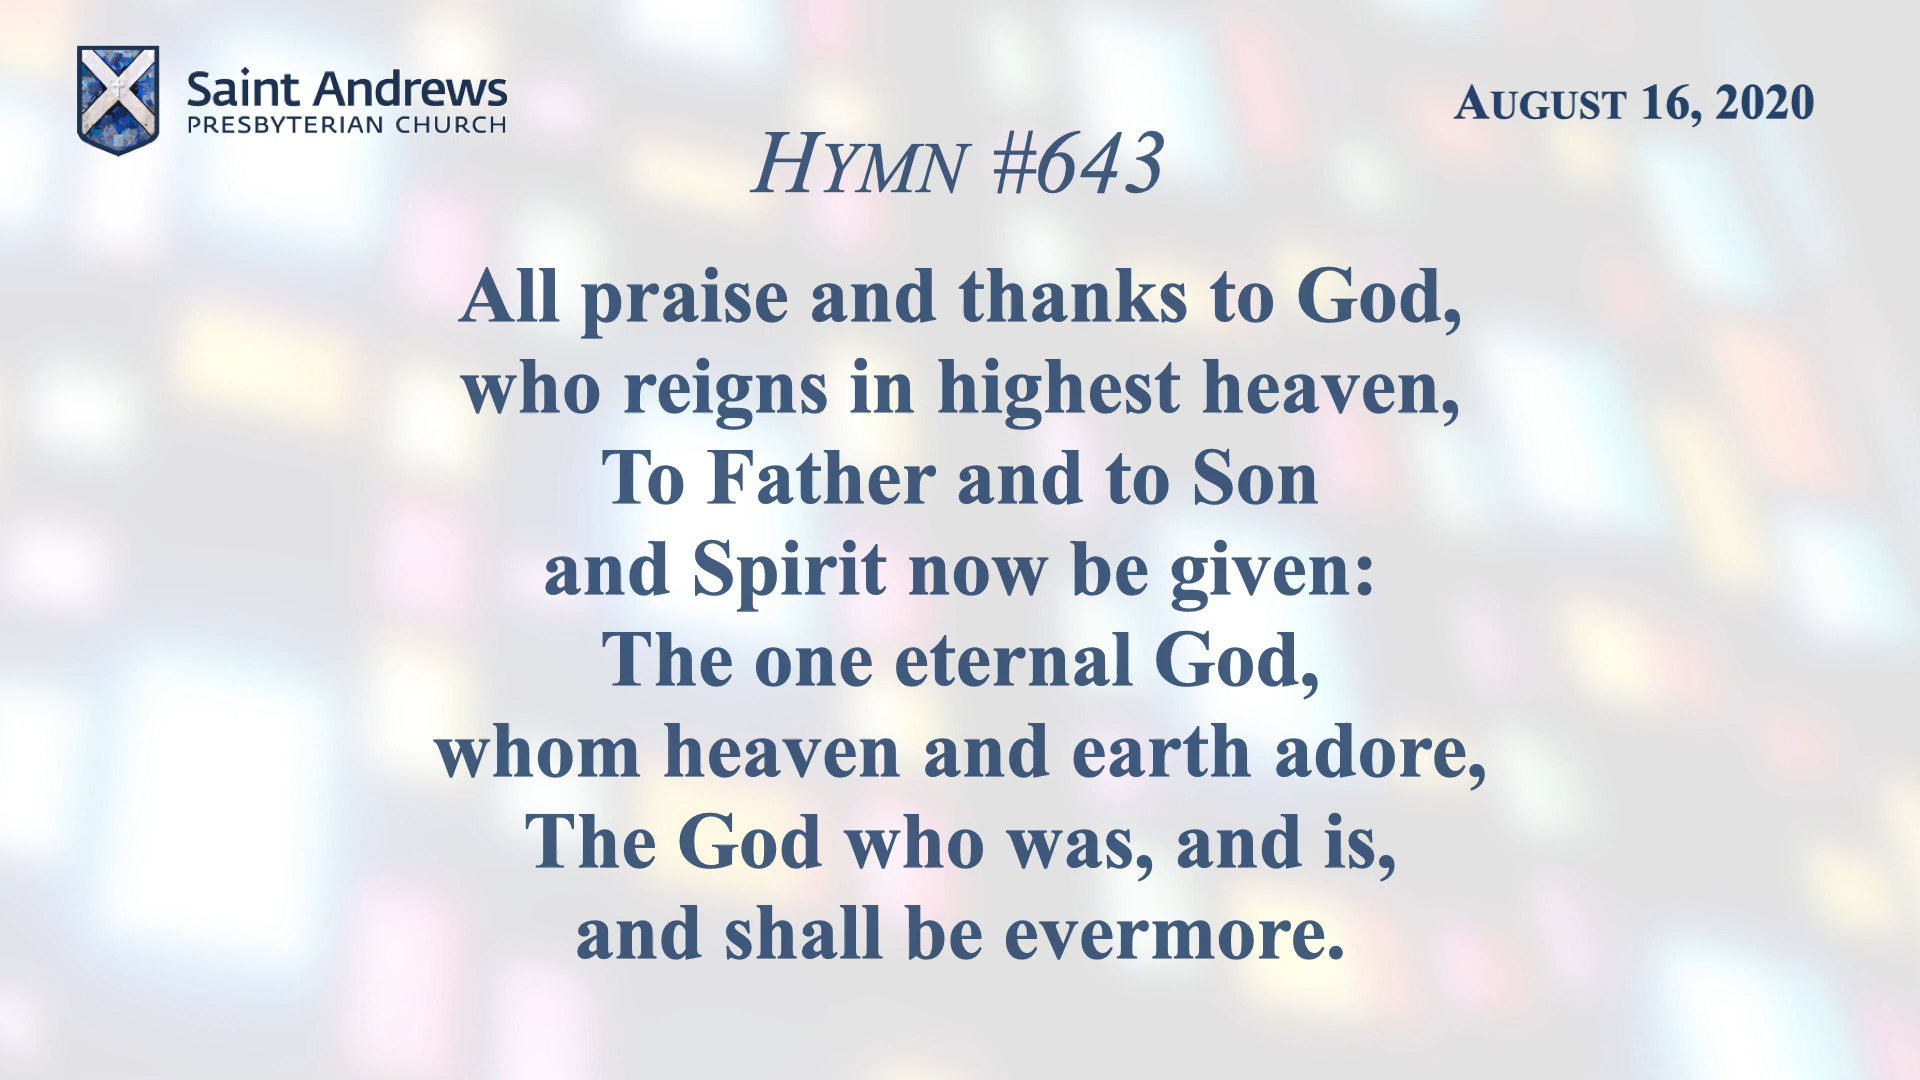 Saint Andrews
PRESBYTERIAN CHURCH
AUGUST 16, 2020
HYMN #643
All praise and thanks to God,
who reigns in highest heaven,
To Father and to Son
and Spirit now be given:
The one eternal God,
whom heaven and earth adore,
The God who was, and is,
and shall be evermore.